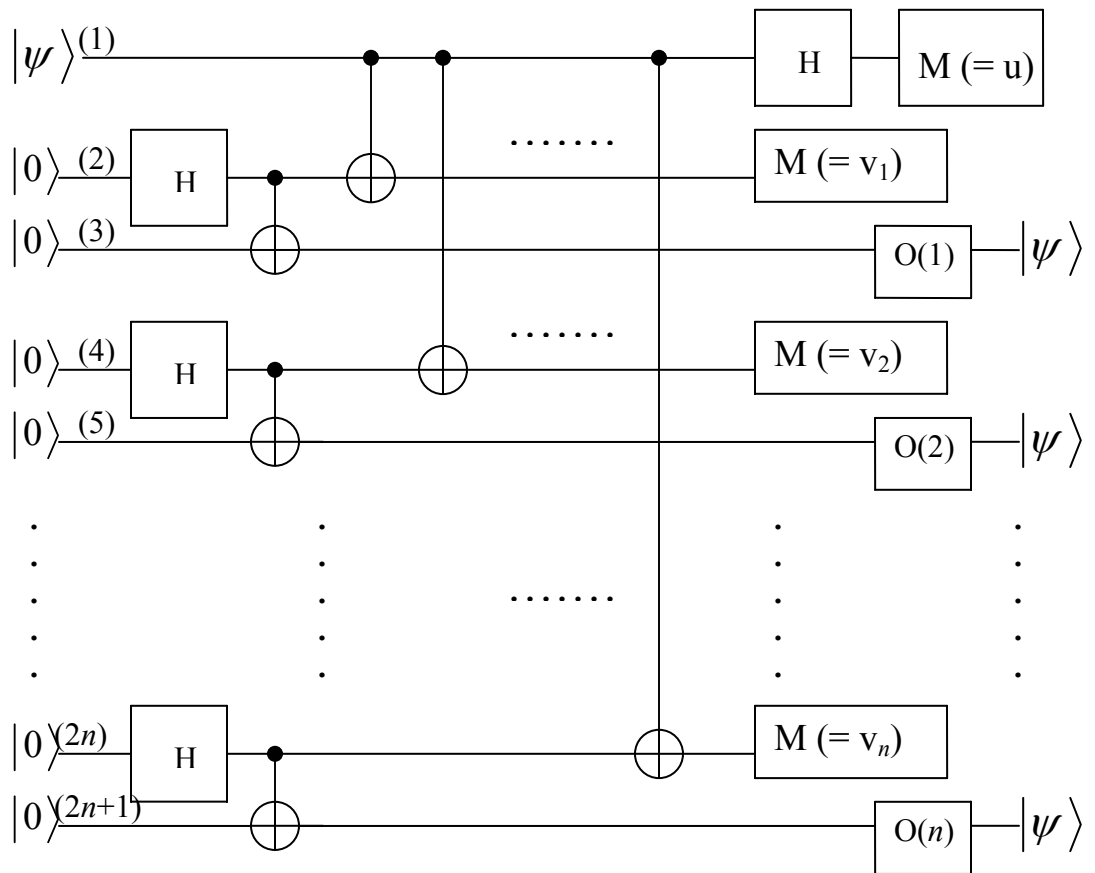 |ψ⟩ (1) H M (= u)
.......
|0⟩ (2) H M (= v₁)
|0⟩ (3) O(1) |ψ⟩
.......
|0⟩ (4) H M (= v₂)
|0⟩ (5) O(2) |ψ⟩
.......
|0⟩ (2n) H M (= vₙ)
|0⟩ (2n+1) O(n) |ψ⟩